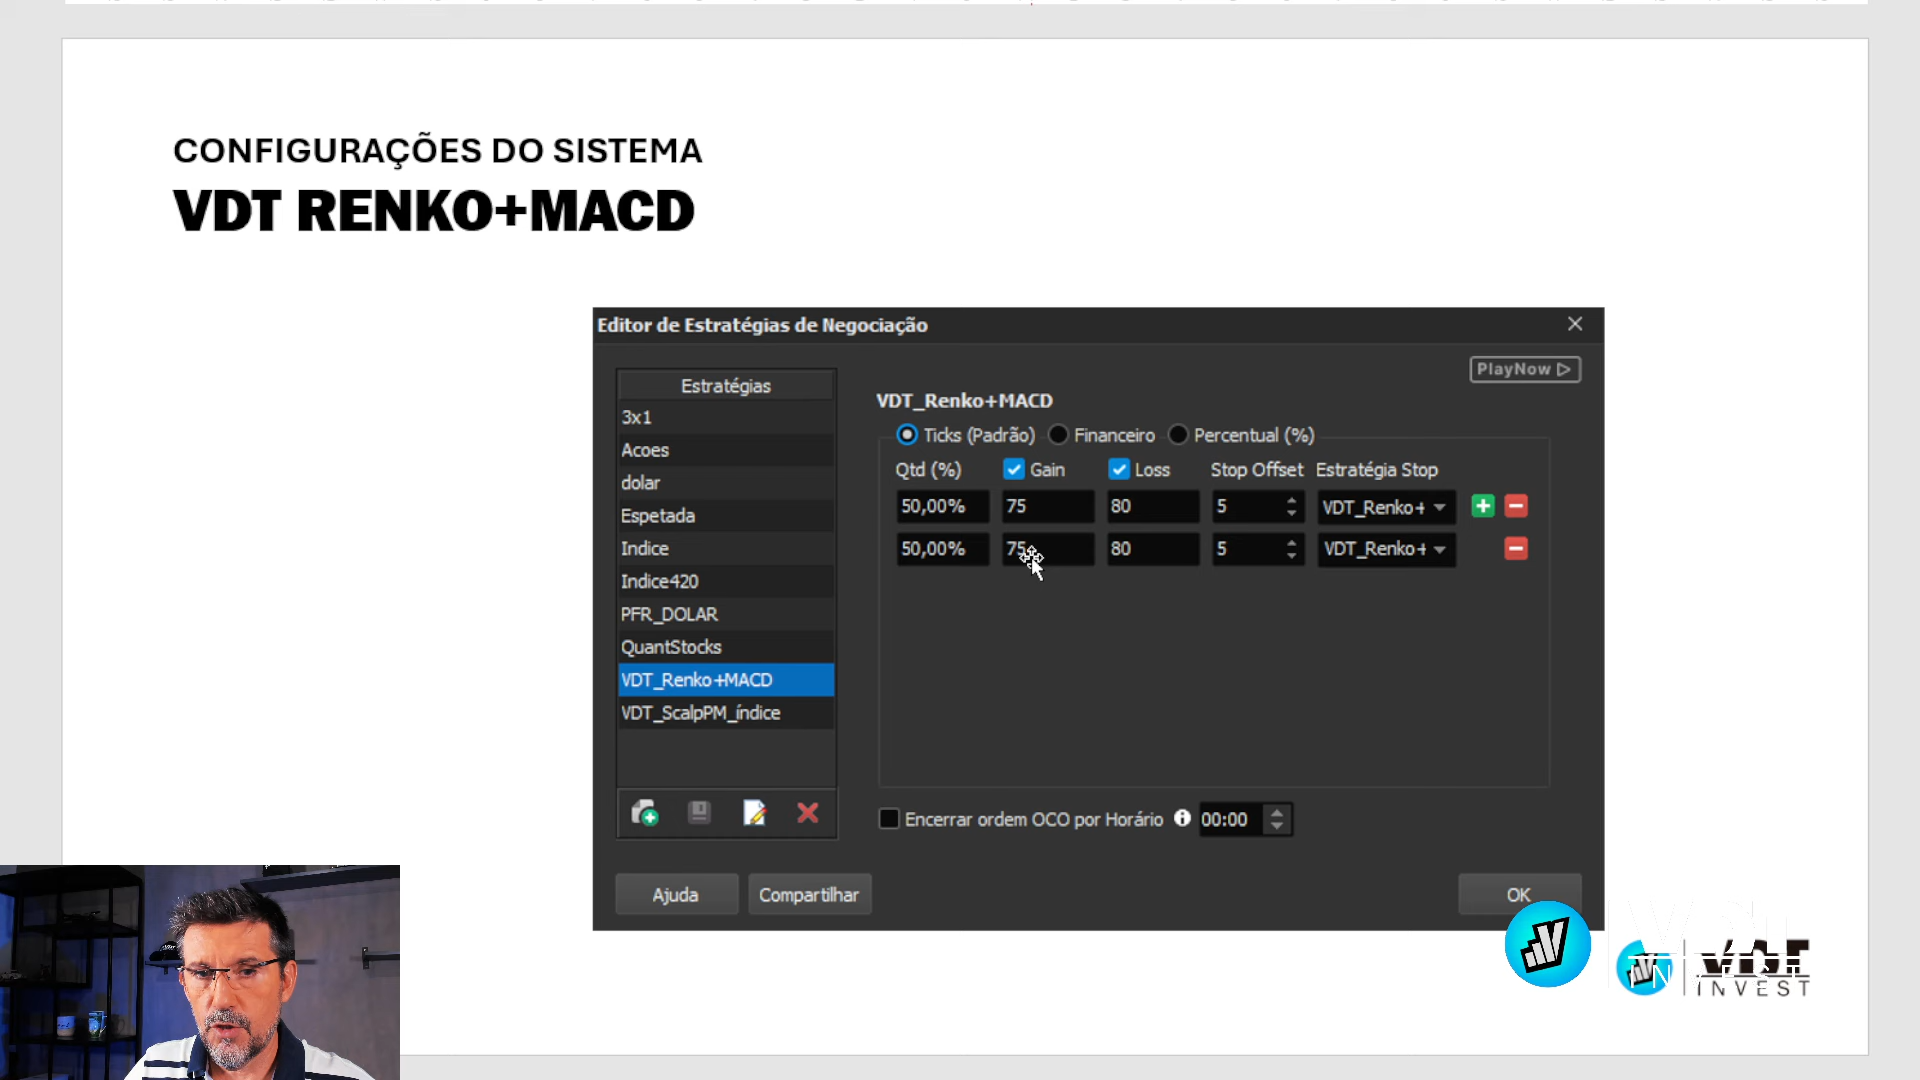 CONFIGURAÇÕES DO SISTEMA
VDT RENKO+MACD
Editor de Estratégias de Negociação
PlayNow
Estratégias
3x1
Acoes
dolar
Espetada
Indice
Indice420
PFR_DOLAR
QuantStocks
VDT_Renko+MACD
VDT_ScalpPM_índice
VDT_Renko+MACD
Ticks (Padrão) Financeiro Percentual (%)
Qtd (%) Gain Loss Stop Offset Estratégia Stop
50,00% 75 80 5 VDT_Renko+
50,00% 75 80 5 VDT_Renko+
Encerrar ordem OCO por Horário 00:00
Ajuda Compartilhar OK
VDT
INVEST